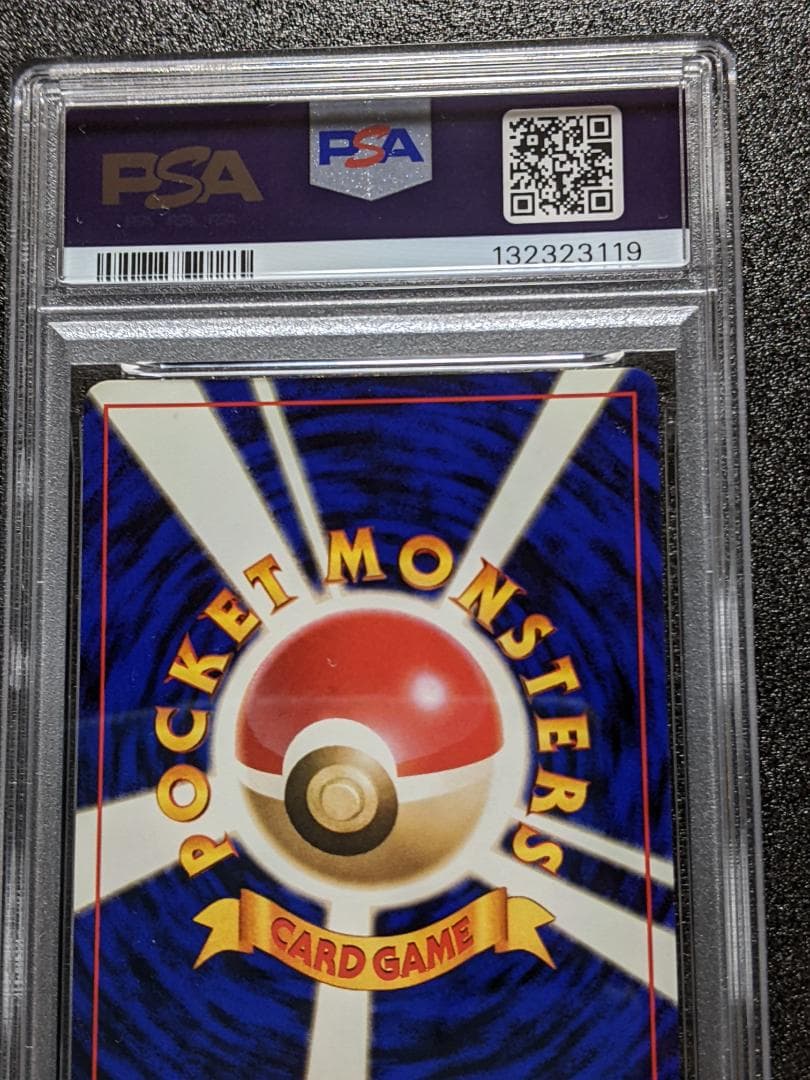 PSA
PSA
132323119
POCKET MONSTERS
CARD GAME